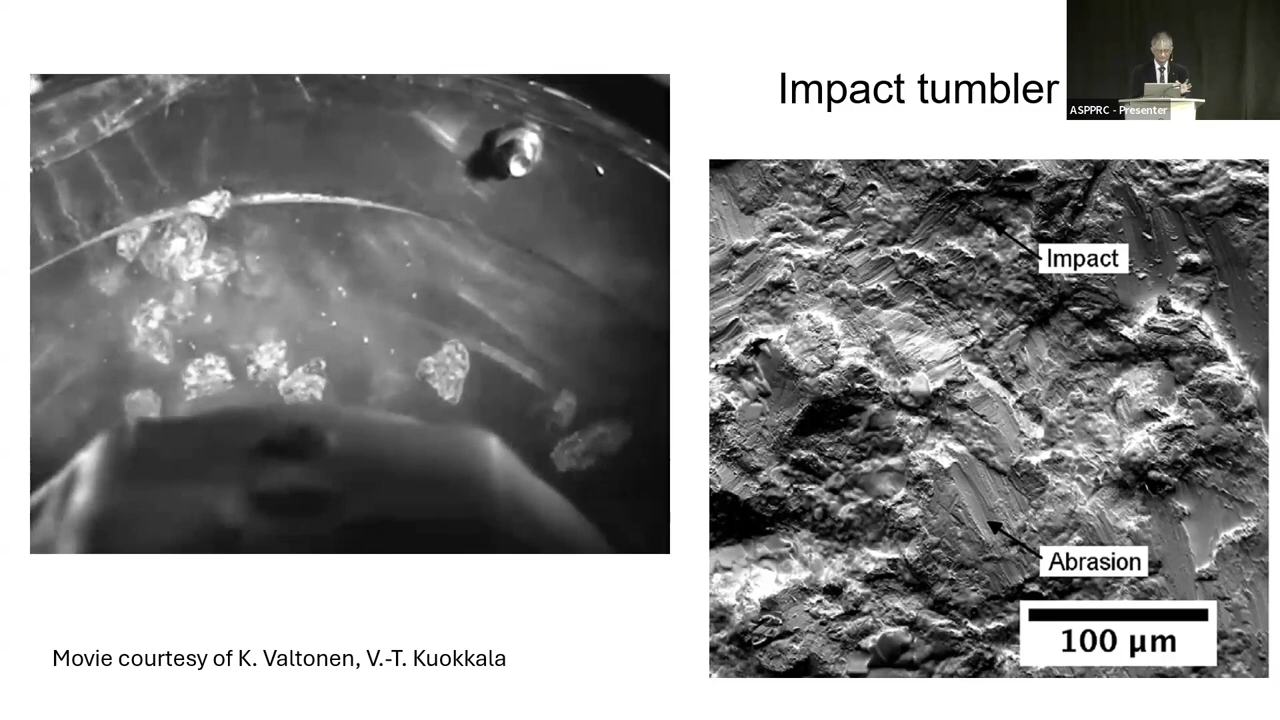 Impact tumbler
ASPPRC - Presenter
Impact
Abrasion
100 µm
Movie courtesy of K. Valtonen, V.-T. Kuokkala